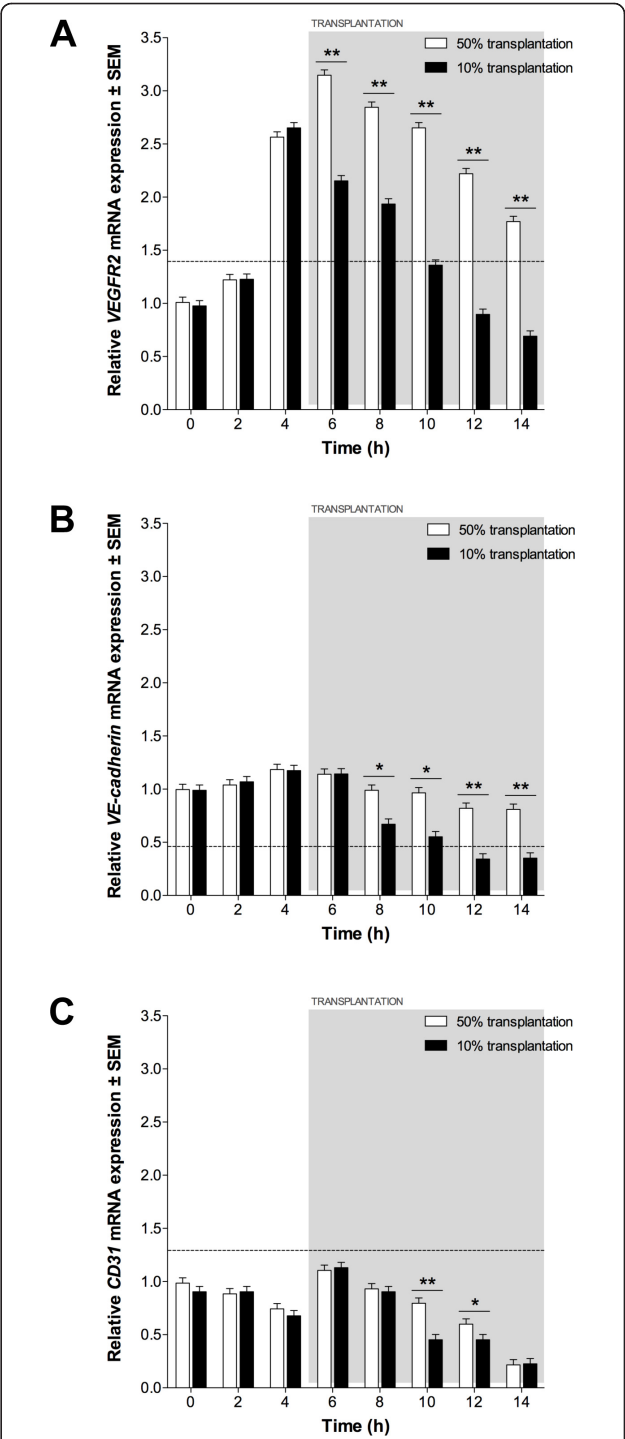 A
TRANSPLANTATION
50% transplantation
10% transplantation
Relative VEGFR2 mRNA expression ± SEM
3.5
3.0
2.5
2.0
1.5
1.0
0.5
0.0
** ** ** ** **
0 2 4 6 8 10 12 14
Time (h)
B
TRANSPLANTATION
50% transplantation
10% transplantation
Relative VE-cadherin mRNA expression ± SEM
3.5
3.0
2.5
2.0
1.5
1.0
0.5
0.0
* * ** **
0 2 4 6 8 10 12 14
Time (h)
C
TRANSPLANTATION
50% transplantation
10% transplantation
Relative CD31 mRNA expression ± SEM
3.5
3.0
2.5
2.0
1.5
1.0
0.5
0.0
** *
0 2 4 6 8 10 12 14
Time (h)